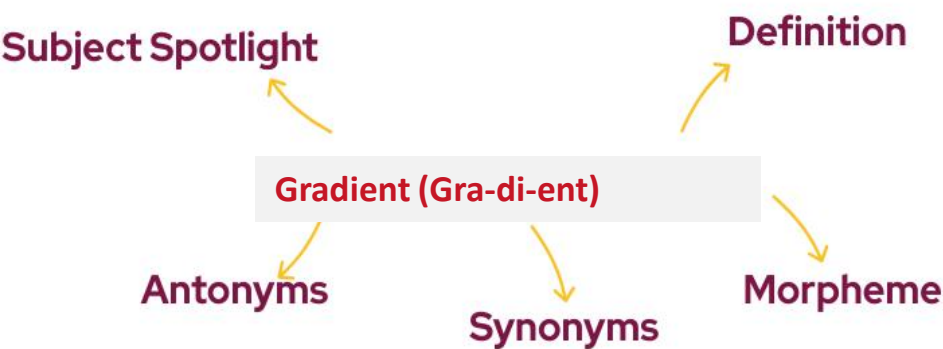 Subject Spotlight
Definition
Gradient (Gra-di-ent)
Antonyms
Synonyms
Morpheme